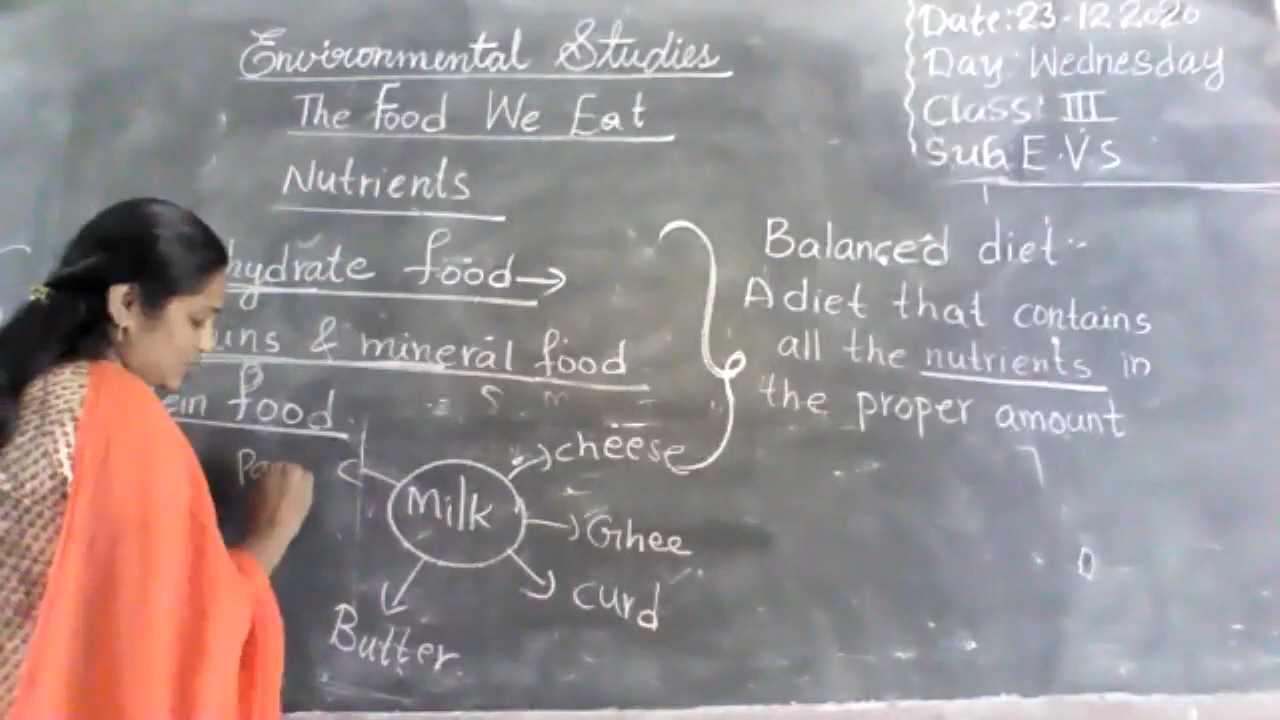 Environmental Studies
The Food We Eat
Nutrients
hydrate food→
ins & mineral food
ein food
Pa
Milk
cheese
Ghee
curd
Butter
Date: 23-12 2020
Day: Wednesday
Class: III
Sub E.V.s
Balanced diet:-
A diet that contains
all the nutrients in
the proper amount